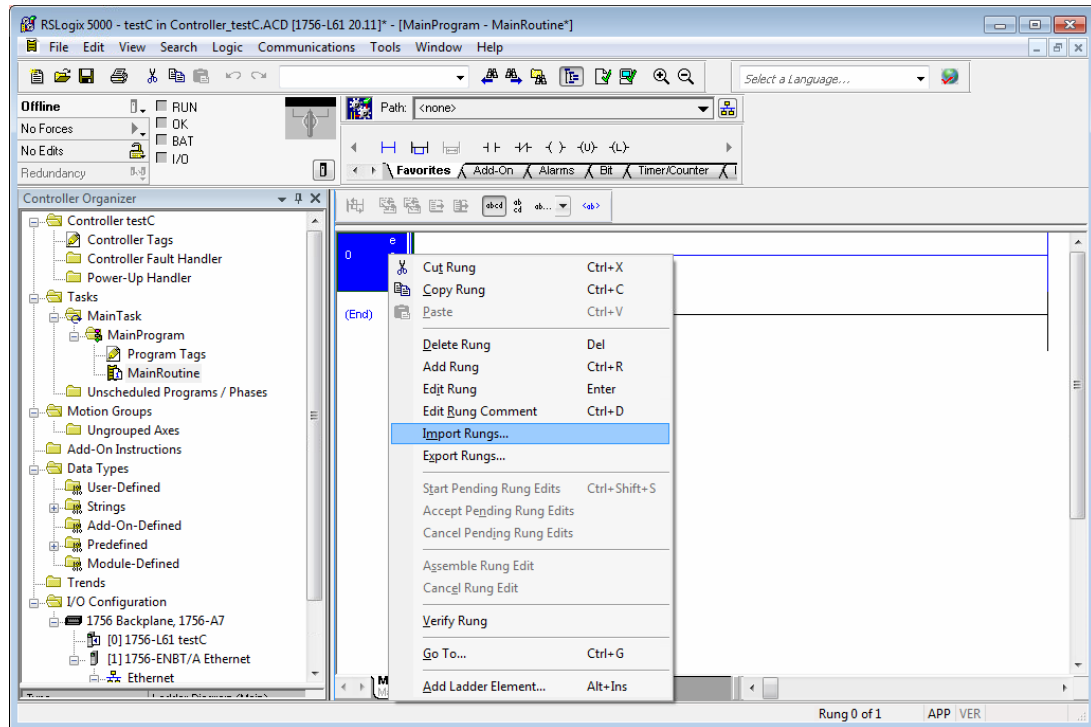 RSLogix 5000 - testC in Controller_testC.ACD [1756-L61 20.11]* - [MainProgram - MainRoutine*]
File Edit View Search Logic Communications Tools Window Help
Select a Language...
Offline
RUN
No Forces
OK
No Edits
BAT
Redundancy
I/O
Path: <none>
Favorites Add-On Alarms Bit Timer/Counter
Controller Organizer
Controller testC
Controller Tags
Controller Fault Handler
Power-Up Handler
Tasks
MainTask
MainProgram
Program Tags
MainRoutine
Unscheduled Programs / Phases
Motion Groups
Ungrouped Axes
Add-On Instructions
Data Types
User-Defined
Strings
Add-On-Defined
Predefined
Module-Defined
Trends
I/O Configuration
1756 Backplane, 1756-A7
[0] 1756-L61 testC
[1] 1756-ENBT/A Ethernet
Ethernet
abcd ab cd ab... <ab>
0 e
(End)
Cut Rung Ctrl+X
Copy Rung Ctrl+C
Paste Ctrl+V
Delete Rung Del
Add Rung Ctrl+R
Edit Rung Enter
Edit Rung Comment Ctrl+D
Import Rungs...
Export Rungs...
Start Pending Rung Edits Ctrl+Shift+S
Accept Pending Rung Edits
Cancel Pending Rung Edits
Assemble Rung Edit
Cancel Rung Edit
Verify Rung
Go To... Ctrl+G
Add Ladder Element... Alt+Ins
Rung 0 of 1 APP VER